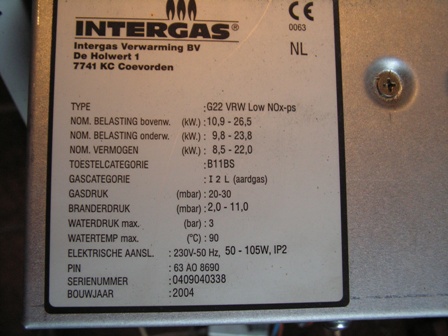 INTERGAS®
CE
0063
Intergas Verwarming BV
De Holwert 1
7741 KC Coevorden
NL
TYPE : G22 VRW Low NOx-ps
NOM. BELASTING bovenw. (kW.) : 10,9 - 26,5
NOM. BELASTING onderw. (kW.) : 9,8 - 23,8
NOM. VERMOGEN (kW.) : 8,5 - 22,0
TOESTELCATEGORIE : B11BS
GASCATEGORIE : I 2 L (aardgas)
GASDRUK (mbar) : 20-30
BRANDERDRUK (mbar) : 2,0 - 11,0
WATERDRUK max. (bar) : 3
WATERTEMP max. (°C) : 90
ELEKTRISCHE AANSL. : 230V-50 Hz, 50 - 105W, IP2
PIN : 63 AO 8690
SERIENUMMER : 0409040338
BOUWJAAR : 2004